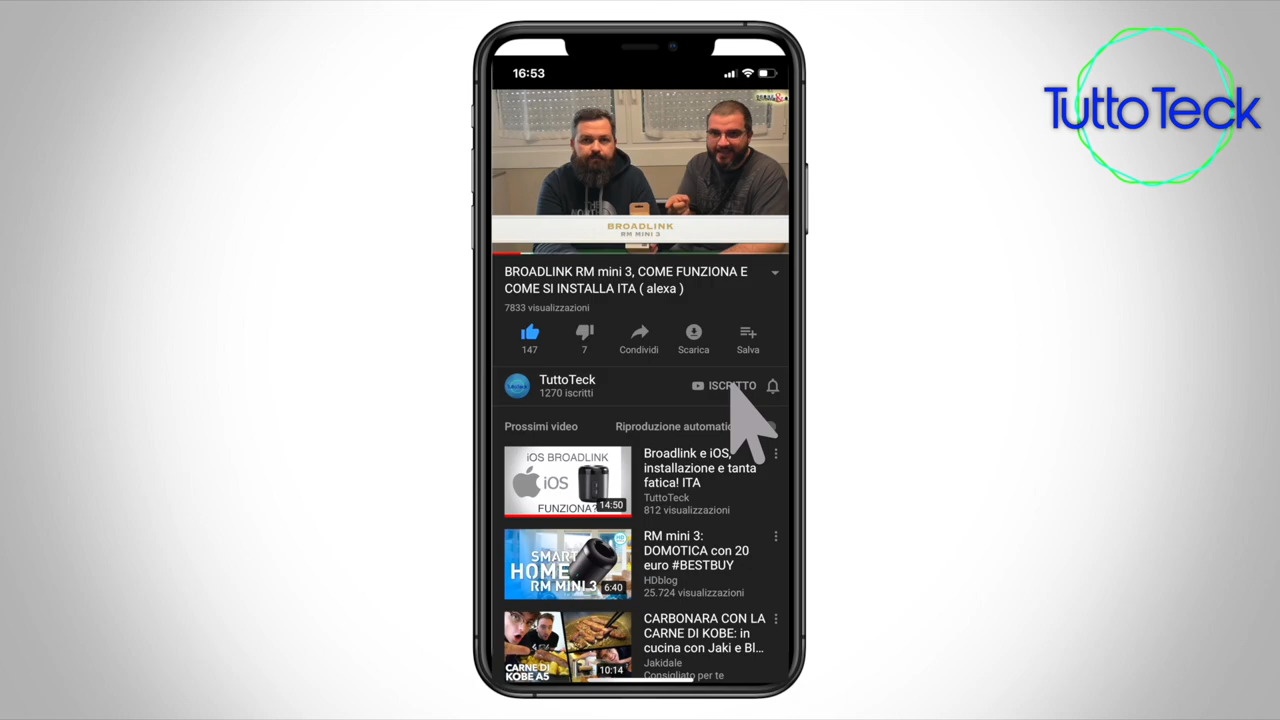 TuttoTeck
16:53
BROADLINK
RM MINI 3
BROADLINK RM mini 3, COME FUNZIONA E
COME SI INSTALLA ITA ( alexa )
7833 visualizzazioni
147
7
Condividi
Scarica
Salva
TuttoTeck
1270 iscritti
ISCRITTO
Prossimi video
Riproduzione
iOS BROADLINK
iOS
FUNZIONA?
14:50
Broadlink e iOS,
installazione e tanta
fatica! ITA
TuttoTeck
812 visualizzazioni
SMART
HOME
RM MINI 3
HD
6:40
RM mini 3:
DOMOTICA con 20
euro #BESTBUY
HDblog
25.724 visualizzazioni
CARNE DI
KOBE A5
10:14
CARBONARA CON LA
CARNE DI KOBE: in
cucina con Jaki e Bl...
Jakidale
Consigliato per te